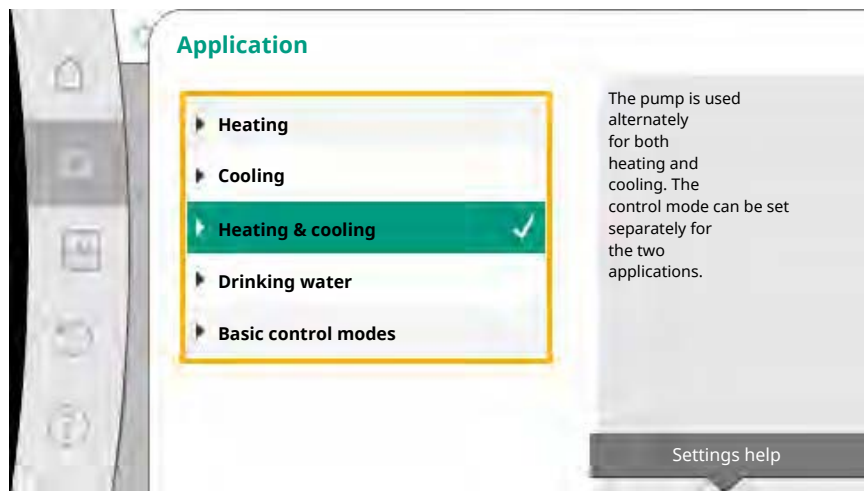 Application
Heating
Cooling
Heating & cooling
Drinking water
Basic control modes
The pump is used
alternately
for both
heating and
cooling. The
control mode can be set
separately for
the two
applications.
Settings help